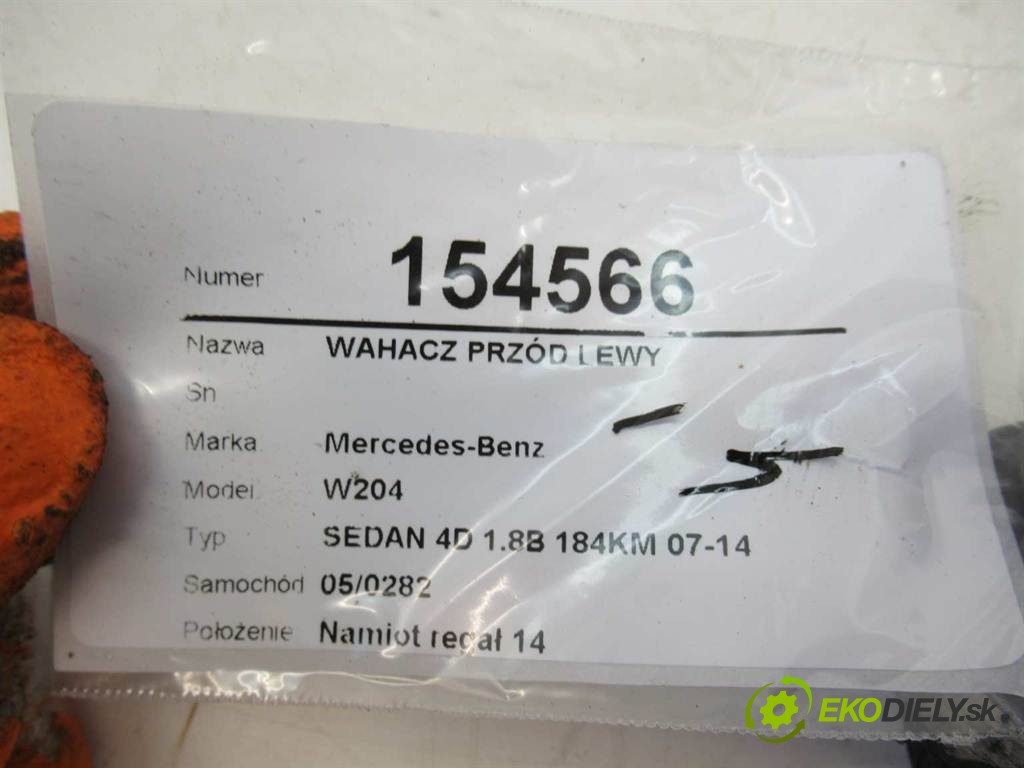 Numer 154566
Nazwa WAHACZ PRZÓD LEWY
Sn
Marka Mercedes-Benz
Model W204
Typ SEDAN 4D 1.8B 184KM 07-14
Samochód 05/0282
Położenie Namiot regał 14
EKODIELY.sk